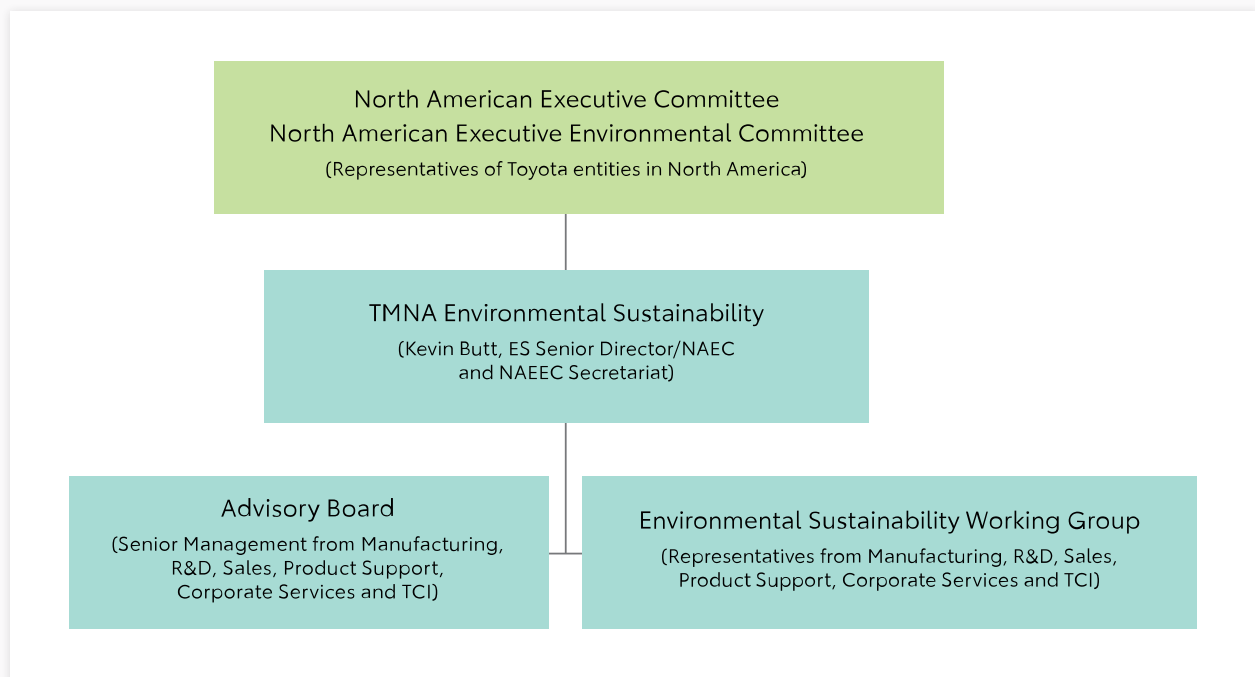 North American Executive Committee
North American Executive Environmental Committee
(Representatives of Toyota entities in North America)
TMNA Environmental Sustainability
(Kevin Butt, ES Senior Director/NAEC
and NAEEC Secretariat)
Advisory Board
(Senior Management from Manufacturing,
R&D, Sales, Product Support,
Corporate Services and TCI)
Environmental Sustainability Working Group
(Representatives from Manufacturing, R&D, Sales,
Product Support, Corporate Services and TCI)